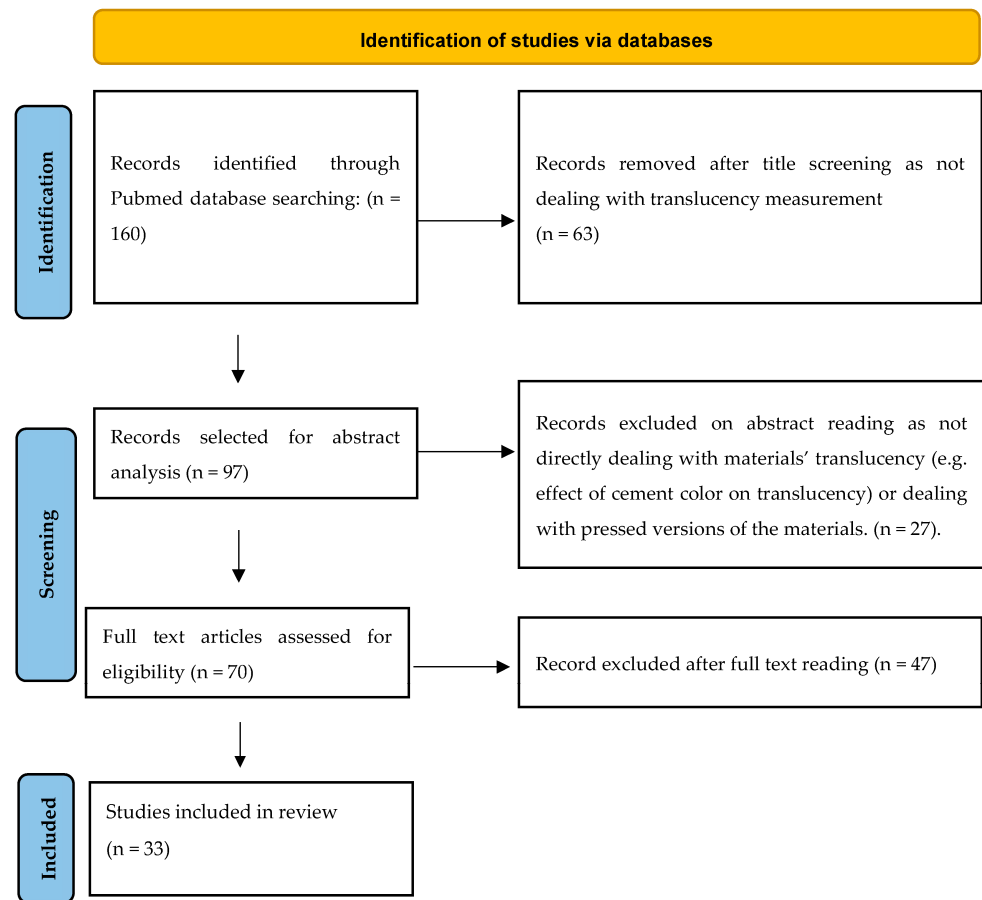 Identification of studies via databases
Identification
Records identified through
Pubmed database searching: (n =
160)
Records removed after title screening as not
dealing with translucency measurement
(n = 63)
Screening
Records selected for abstract
analysis (n = 97)
Records excluded on abstract reading as not
directly dealing with materials’ translucency (e.g.
effect of cement color on translucency) or dealing
with pressed versions of the materials. (n = 27).
Full text articles assessed for
eligibility (n = 70)
Record excluded after full text reading (n = 47)
Included
Studies included in review
(n = 33)